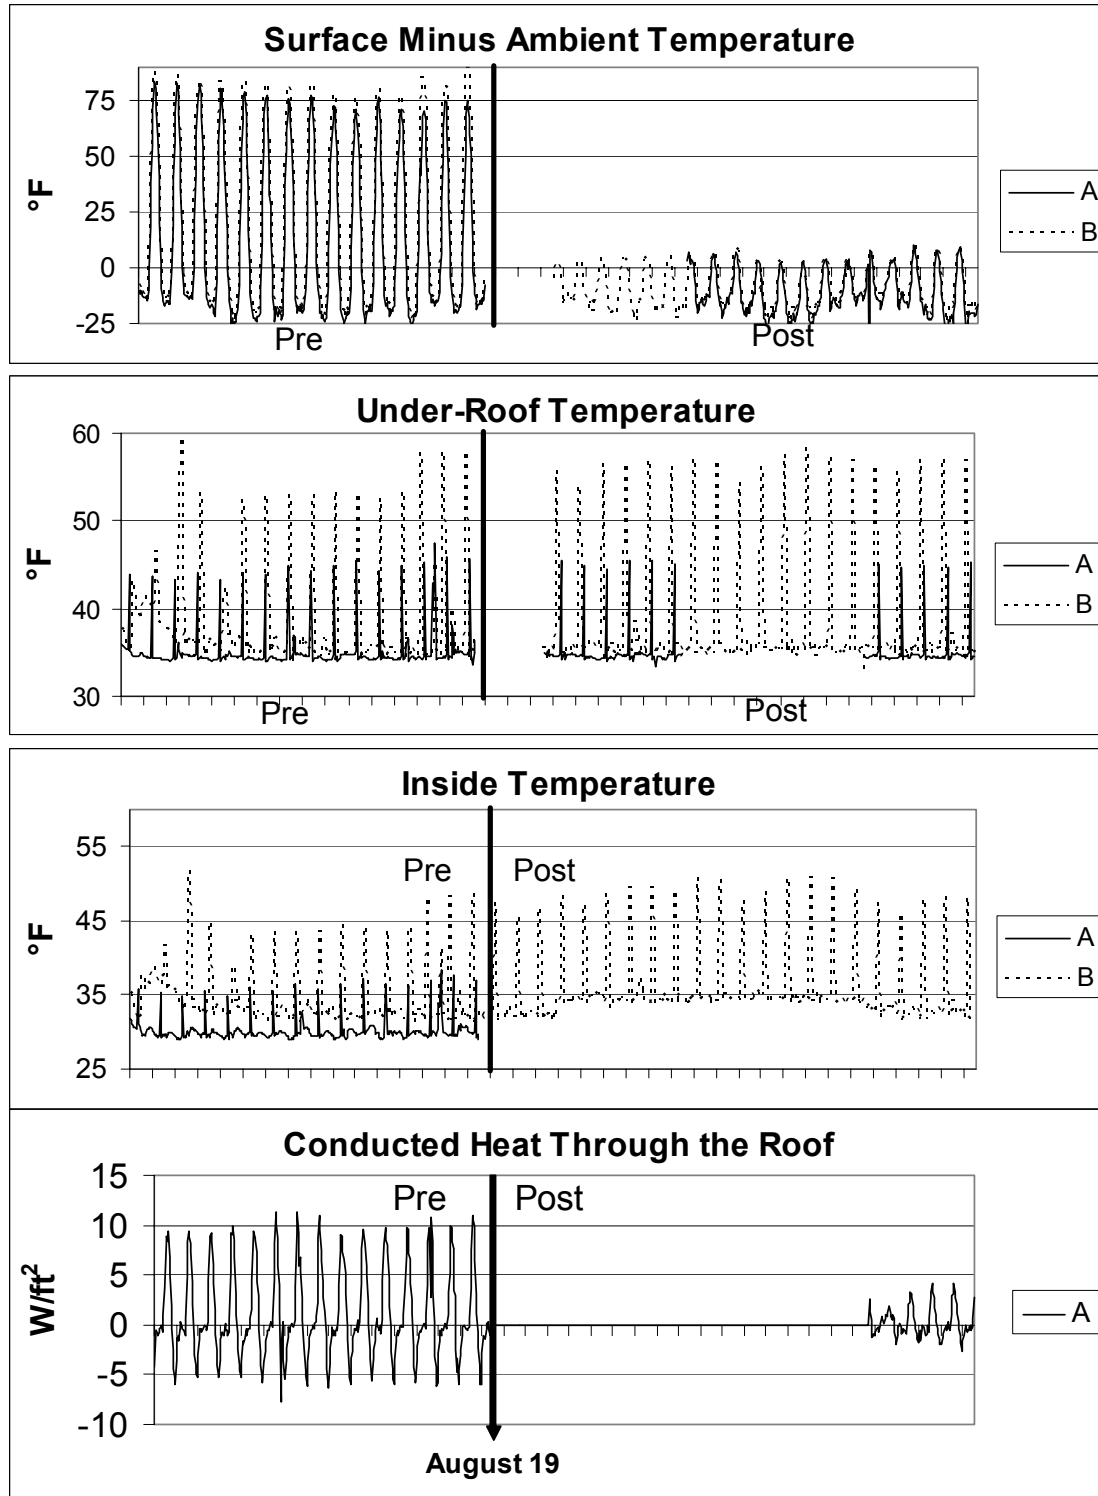 Surface Minus Ambient Temperature
75
50
25
0
-25
°F
Pre
Post
A
B
Under-Roof Temperature
60
50
40
30
°F
Pre
Post
A
B
Inside Temperature
55
45
35
25
°F
Pre
Post
A
B
Conducted Heat Through the Roof
15
10
5
0
-5
-10
W/ft²
Pre
Post
A
August 19